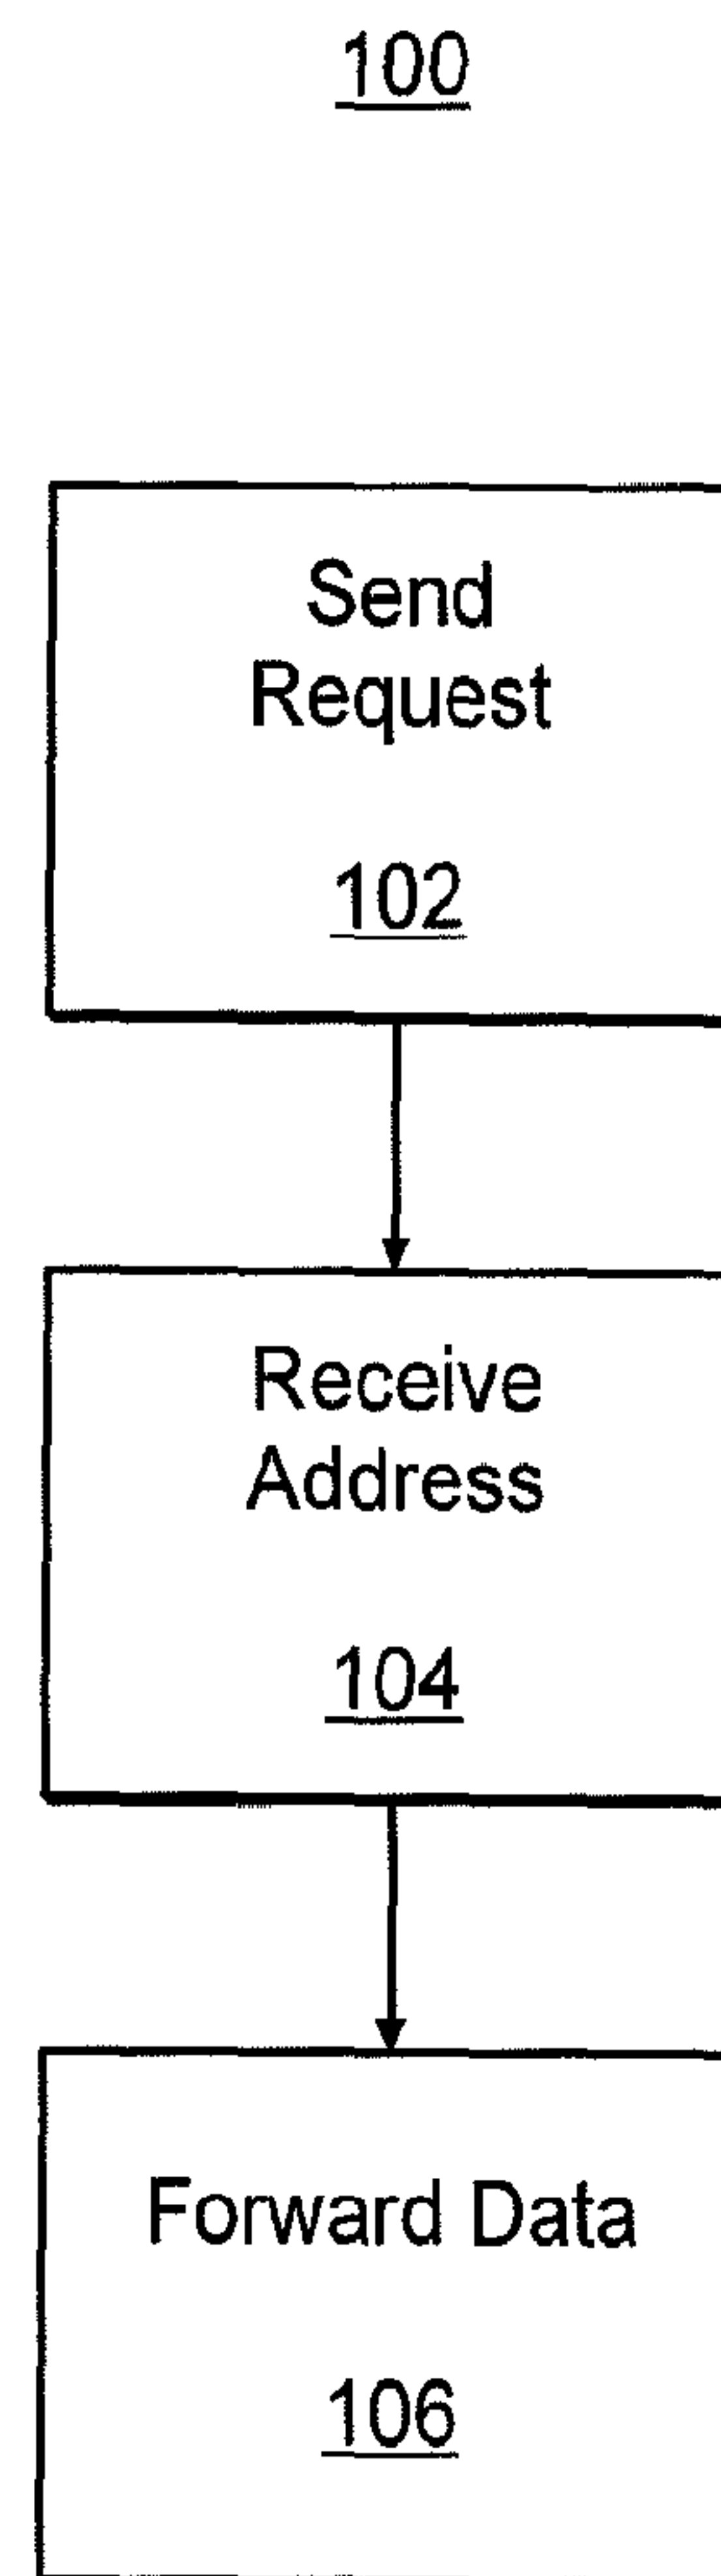 100
Send
Request
102
Receive
Address
104
Forward Data
106